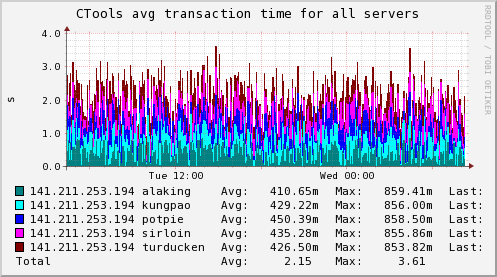 CTools avg transaction time for all servers
RRDTOOL / TOBI OETIKER
4.0
3.0
2.0
1.0
0.0
s
Tue 12:00 Wed 00:00
141.211.253.194 alaking Avg: 410.65m Max: 859.41m Last:
141.211.253.194 kungpao Avg: 429.22m Max: 856.00m Last:
141.211.253.194 potpie Avg: 450.39m Max: 858.50m Last:
141.211.253.194 sirloin Avg: 435.28m Max: 855.86m Last:
141.211.253.194 turducken Avg: 426.50m Max: 853.82m Last:
Total Avg: 2.15 Max: 3.61